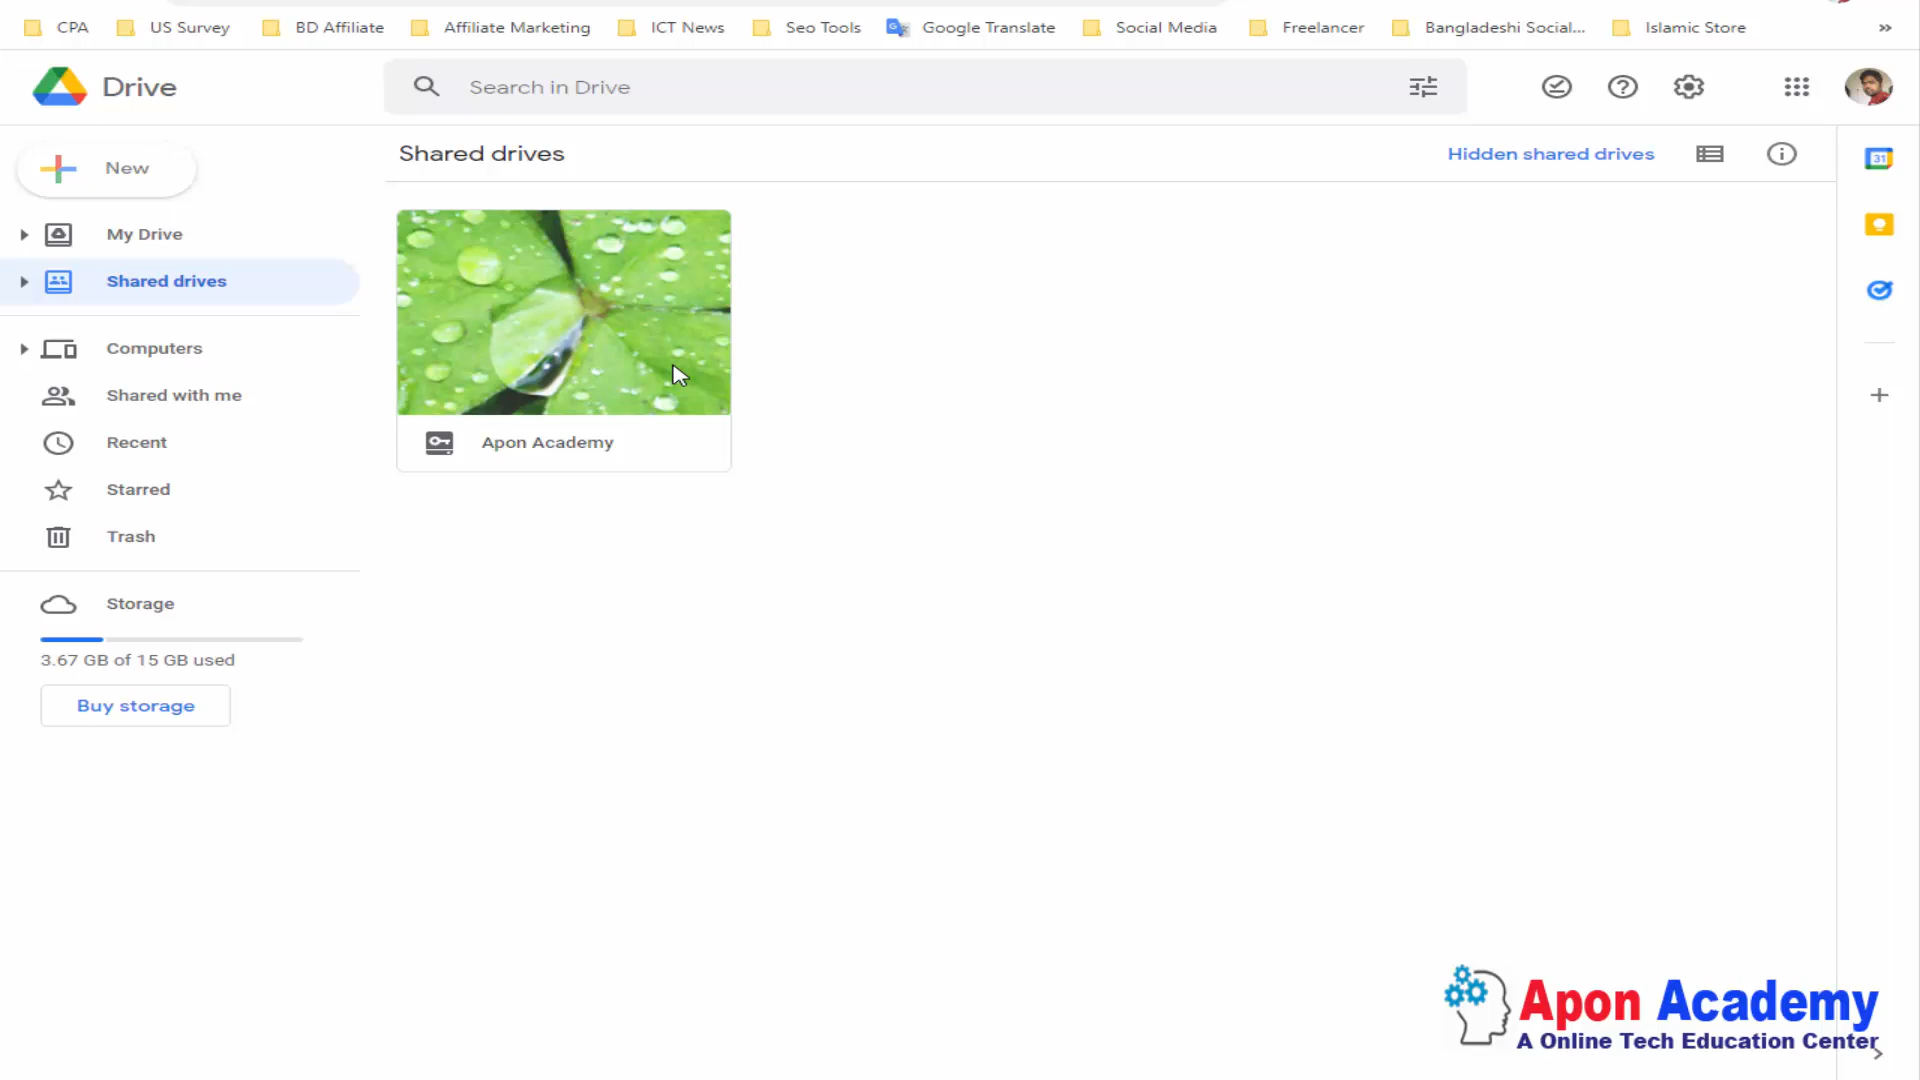 CPA
US Survey
BD Affiliate
Affiliate Marketing
ICT News
Seo Tools
Google Translate
Social Media
Freelancer
Bangladeshi Social...
Islamic Store
»
Drive
Search in Drive
New
Shared drives
Hidden shared drives
31
My Drive
Shared drives
Computers
Shared with me
Recent
Starred
Trash
Apon Academy
Storage
3.67 GB of 15 GB used
Buy storage
Apon Academy
A Online Tech Education Center